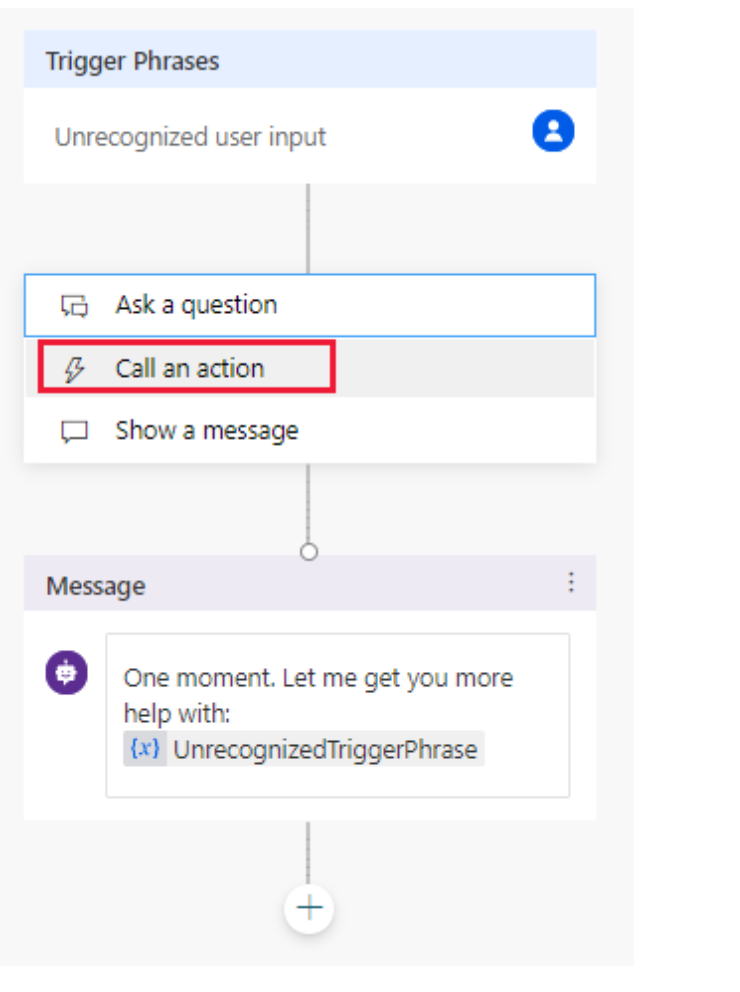 Trigger Phrases
Unrecognized user input
Ask a question
Call an action
Show a message
Message
One moment. Let me get you more
help with:
{x} UnrecognizedTriggerPhrase